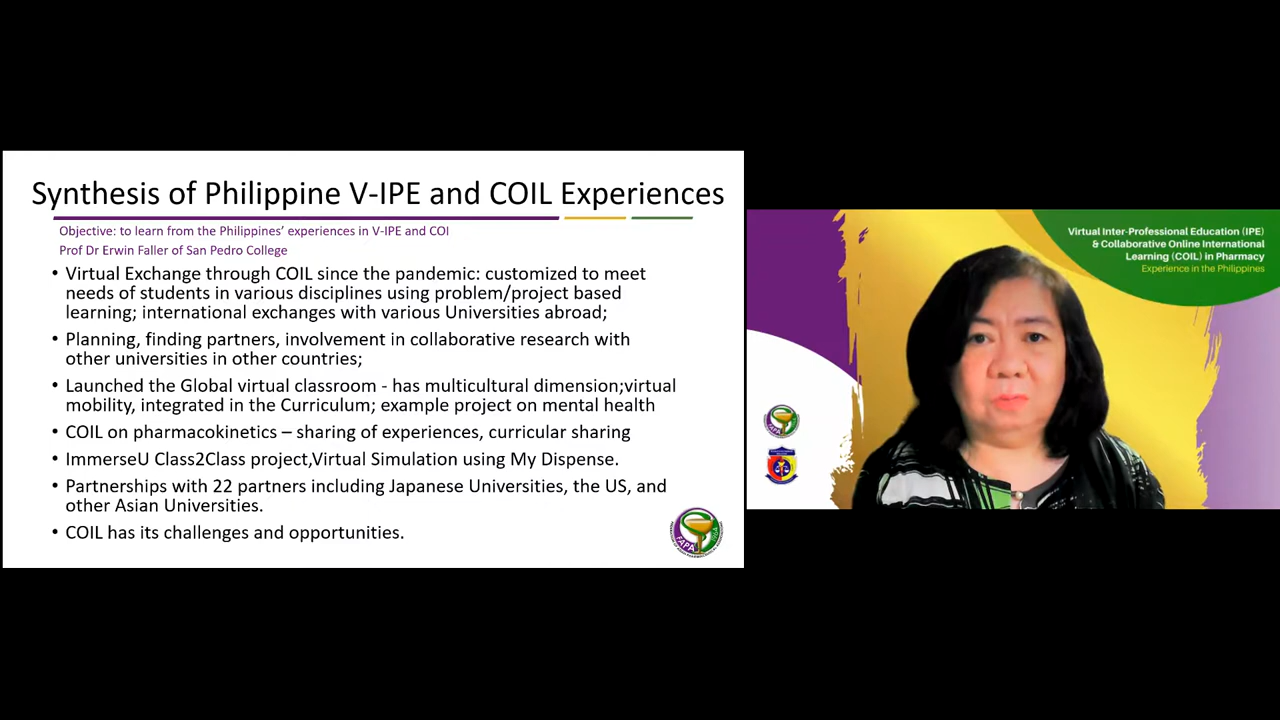 Synthesis of Philippine V-IPE and COIL Experiences
Objective: to learn from the Philippines' experiences in V-IPE and COI
Prof Dr Erwin Faller of San Pedro College
• Virtual Exchange through COIL since the pandemic: customized to meet
needs of students in various disciplines using problem/project based
learning; international exchanges with various Universities abroad;
• Planning, finding partners, involvement in collaborative research with
other universities in other countries;
• Launched the Global virtual classroom - has multicultural dimension;virtual
mobility, integrated in the Curriculum; example project on mental health
• COIL on pharmacokinetics – sharing of experiences, curricular sharing
• ImmerseU Class2Class project,Virtual Simulation using My Dispense.
• Partnerships with 22 partners including Japanese Universities, the US, and
other Asian Universities.
• COIL has its challenges and opportunities.
FAPA
Virtual Inter-Professional Education (IPE)
& Collaborative Online International
Learning (COIL) in Pharmacy
Experience in the Philippines